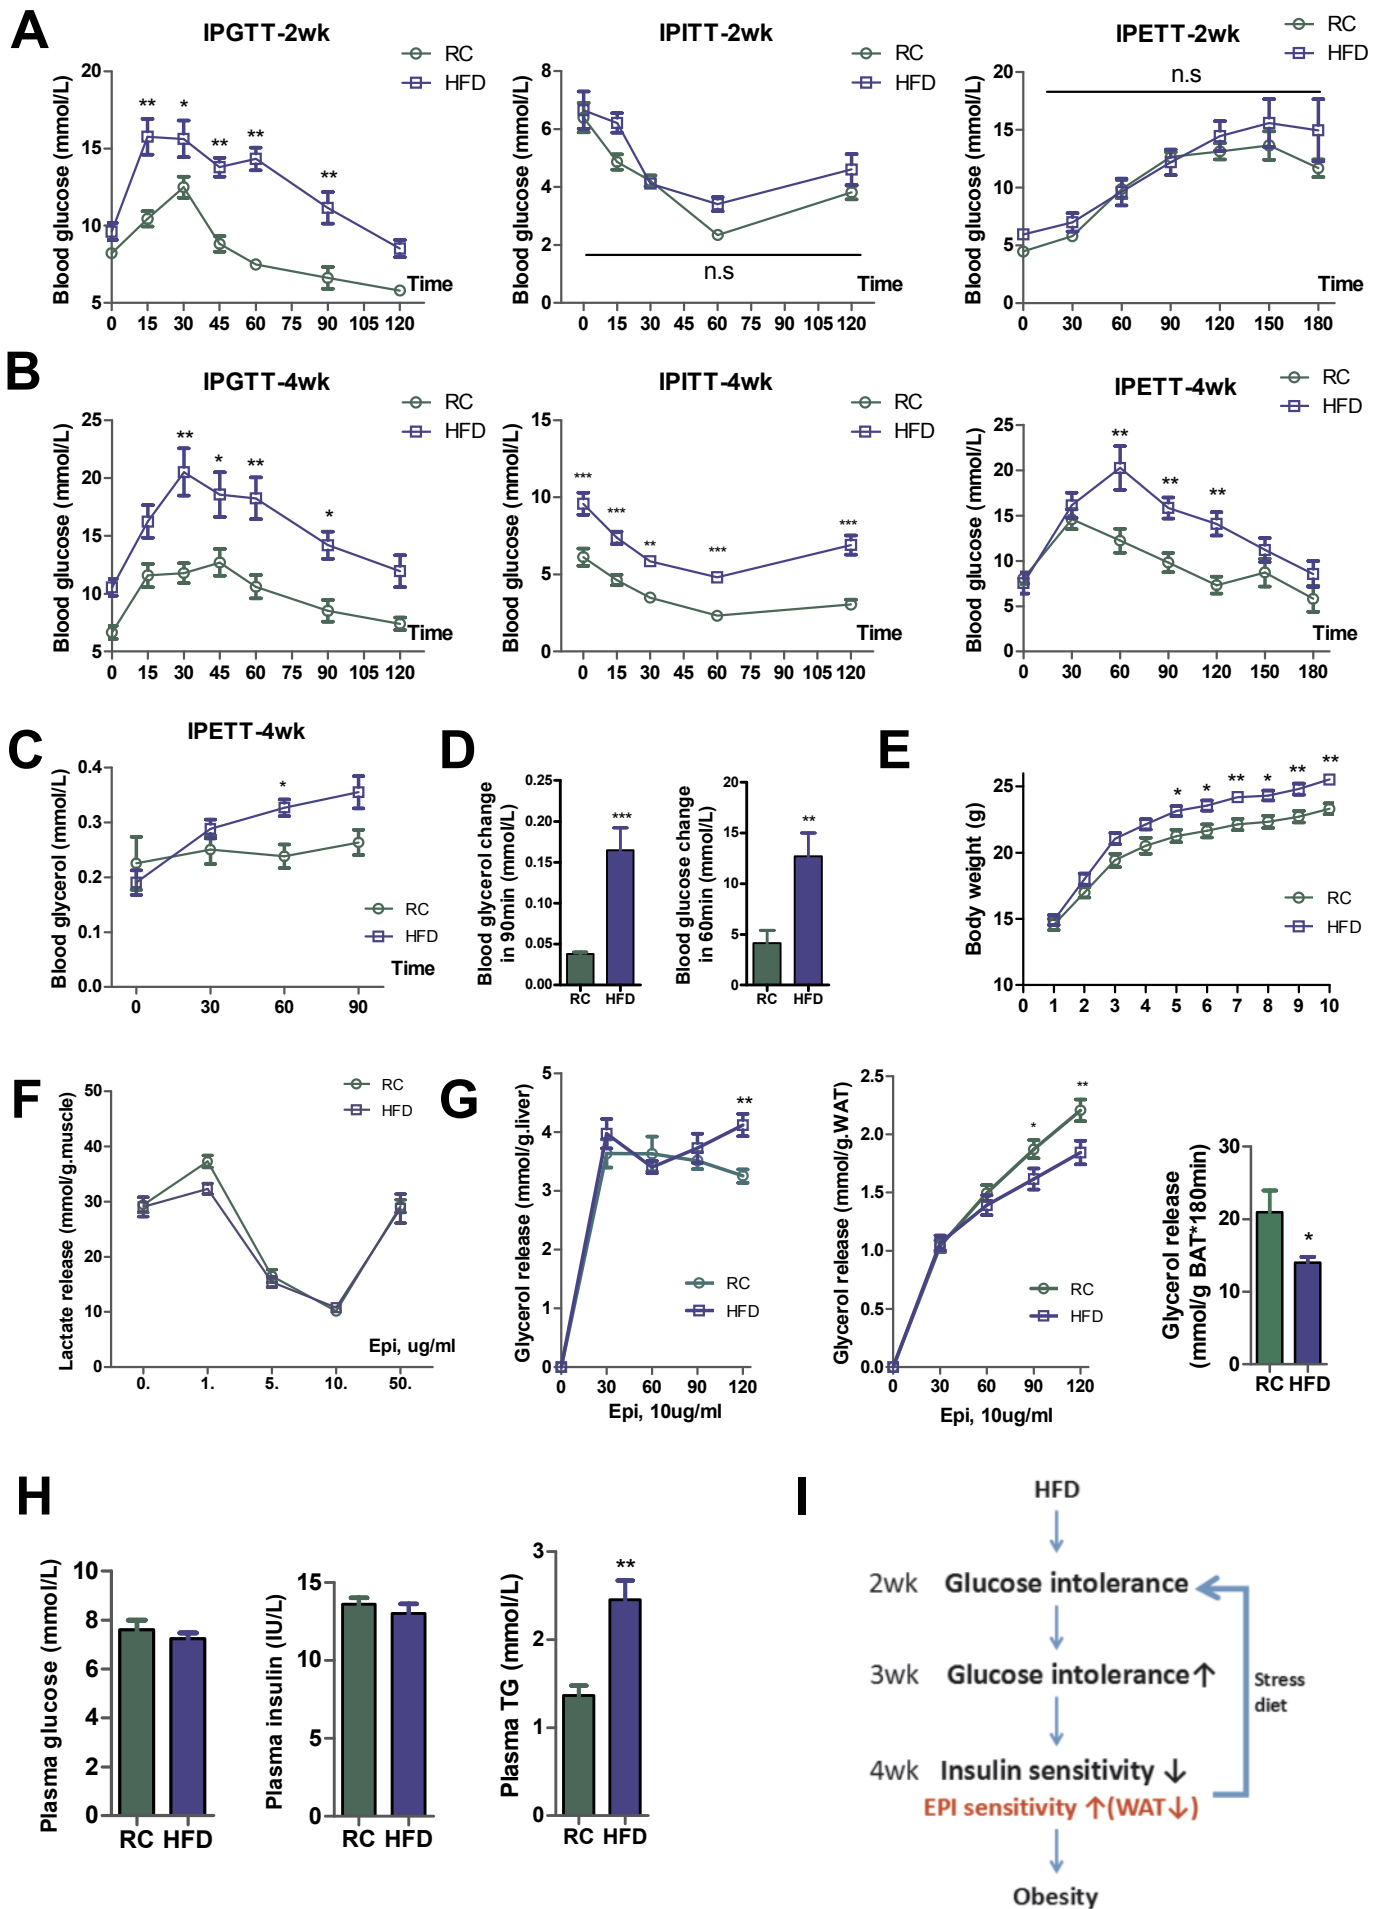 A
IPGTT-2wk
RC
HFD
Blood glucose (mmol/L)
20
15
10
5
** * ** ** **
Time
0 15 30 45 60 75 90 105 120
IPITT-2wk
RC
HFD
Blood glucose (mmol/L)
8
6
4
2
0
n.s
Time
0 15 30 45 60 75 90 105 120
IPETT-2wk
RC
HFD
Blood glucose (mmol/L)
20
15
10
5
0
n.s
Time
0 30 60 90 120 150 180
B
IPGTT-4wk
RC
HFD
Blood glucose (mmol/L)
25
20
15
10
5
** * ** *
Time
0 15 30 45 60 75 90 105 120
IPITT-4wk
RC
HFD
Blood glucose (mmol/L)
15
10
5
0
*** *** ** *** ***
Time
0 15 30 45 60 75 90 105 120
IPETT-4wk
RC
HFD
Blood glucose (mmol/L)
25
20
15
10
5
0
** ** **
Time
0 30 60 90 120 150 180
C
IPETT-4wk
Blood glycerol (mmol/L)
0.4
0.3
0.2
0.1
0.0
*
RC
HFD
Time
0 30 60 90
D
Blood glycerol change
in 90min (mmol/L)
0.25
0.20
0.15
0.10
0.05
0.00
***
RC HFD
Blood glucose change
in 60min (mmol/L)
20
15
10
5
0
**
RC HFD
E
Body weight (g)
25
20
15
10
* * ** * ** **
RC
HFD
0 1 2 3 4 5 6 7 8 9 10
F
Lactate release (mmol/g.muscle)
50
40
30
20
10
0
RC
HFD
Epi, ug/ml
0. 1. 5. 10. 50.
G
Glycerol release (mmol/g.liver)
5
4
3
2
1
0
**
RC
HFD
0 30 60 90 120
Epi, 10ug/ml
Glycerol release (mmol/g.WAT)
2.5
2.0
1.5
1.0
0.5
0.0
* **
RC
HFD
0 30 60 90 120
Epi, 10ug/ml
Glycerol release
(mmol/g BAT*180min)
30
20
10
0
*
RC HFD
H
Plasma glucose (mmol/L)
10
8
6
4
2
0
RC HFD
Plasma insulin (IU/L)
15
10
5
0
RC HFD
Plasma TG (mmol/L)
3
2
1
0
**
RC HFD
I
HFD
2wk Glucose intolerance
3wk Glucose intolerance↑
Stress
diet
4wk Insulin sensitivity ↓
EPI sensitivity ↑(WAT↓)
Obesity